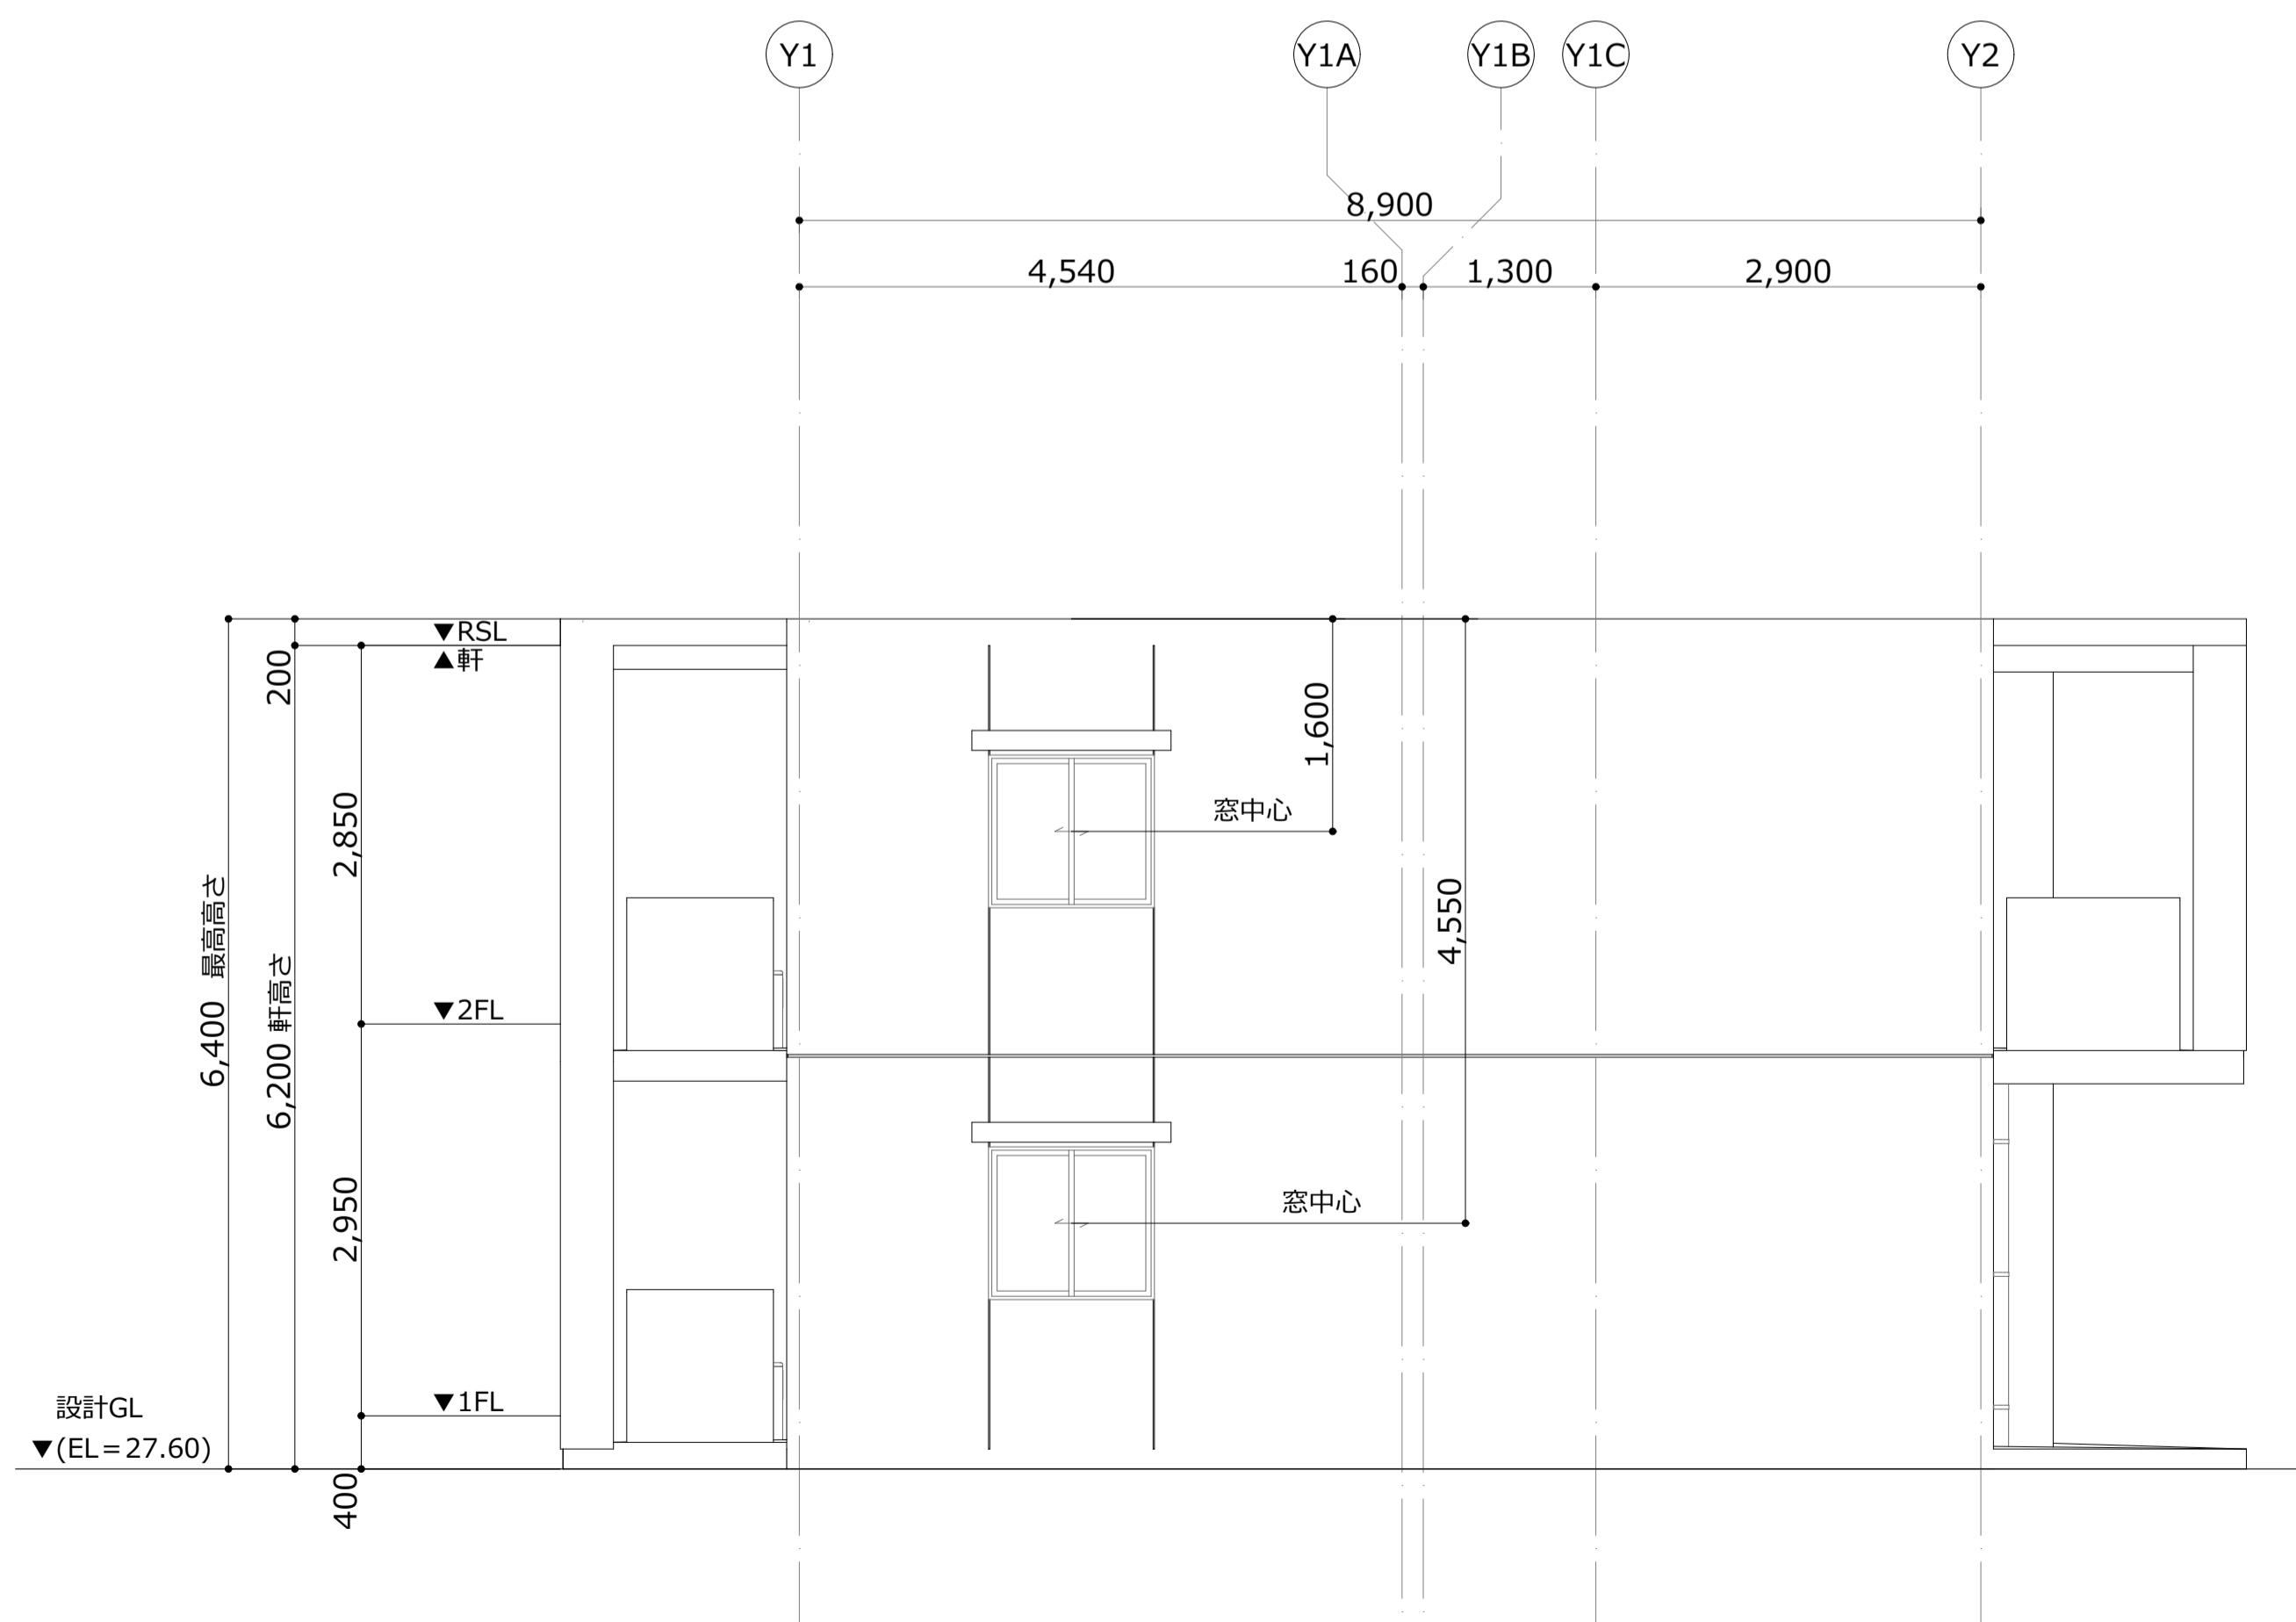 Y1
Y1A
Y1B
Y1C
Y2
8,900
4,540
160
1,300
2,900
▼RSL
▲軒
200
1,600
窓中心
2,850
4,550
6,400 最高高さ
6,200 軒高さ
▼2FL
2,950
窓中心
▼1FL
設計GL
▼(EL＝27.60)
400